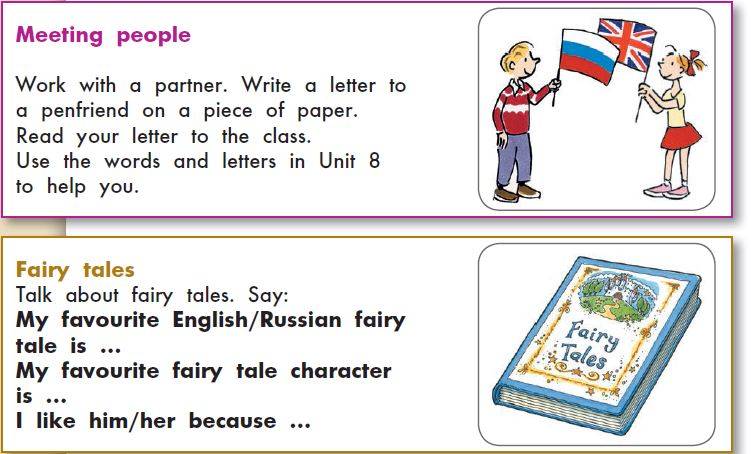 Meeting people
Work with a partner. Write a letter to
a penfriend on a piece of paper.
Read your letter to the class.
Use the words and letters in Unit 8
to help you.
Fairy tales
Talk about fairy tales. Say:
My favourite English/Russian fairy
tale is ...
My favourite fairy tale character
is ...
I like him/her because ...
Fairy
Tales